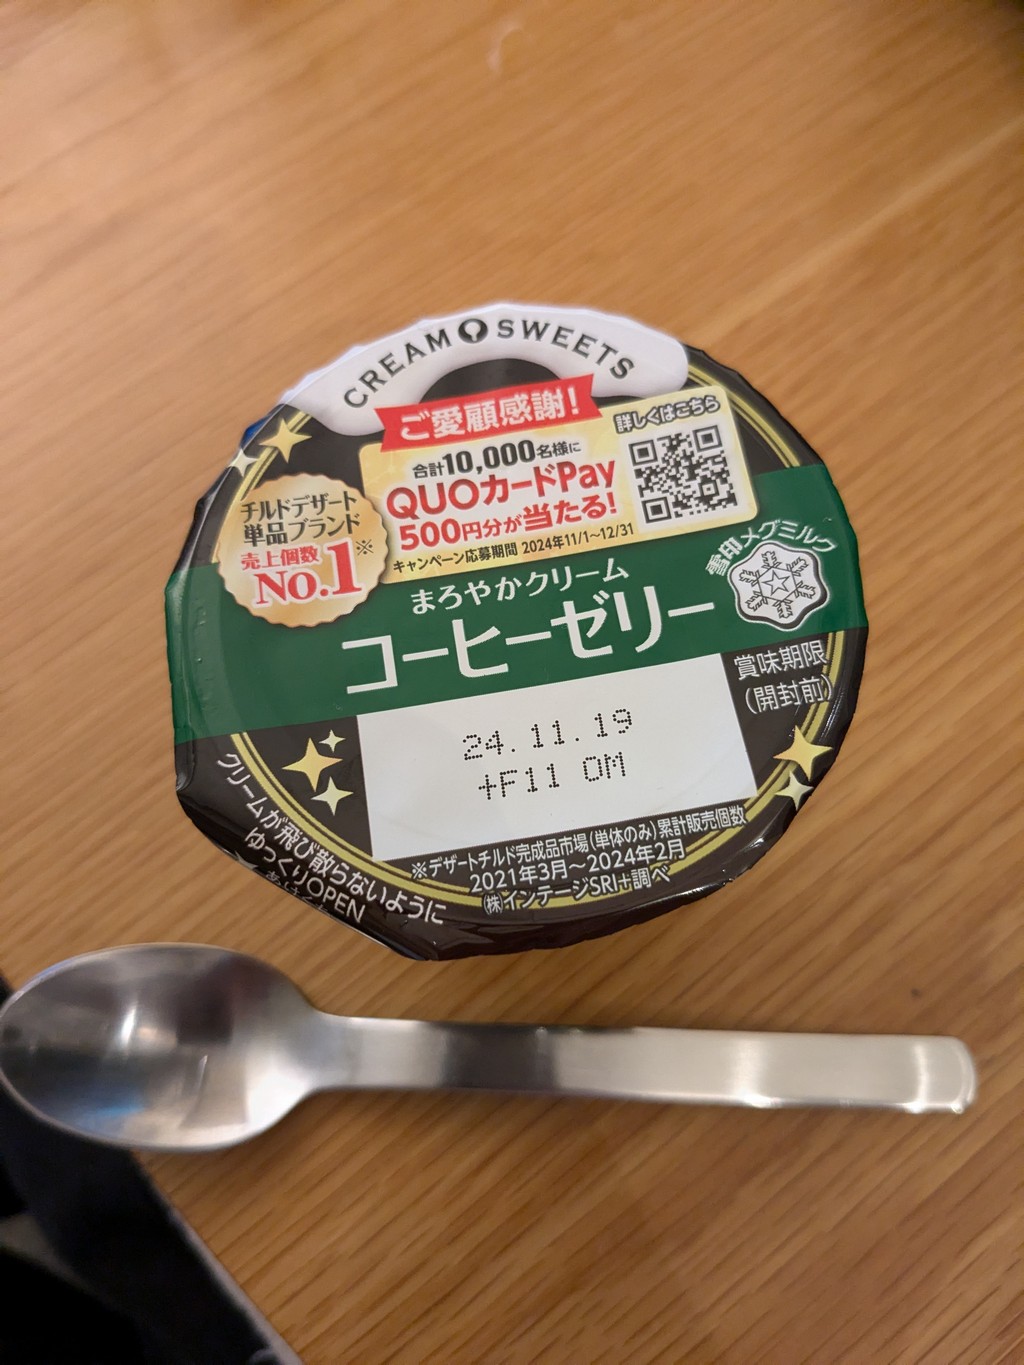 CREAM SWEETS
ご愛顧感謝!
詳しくはこちら
合計10,000名様に
QUOカードPay
500円分が当たる!
キャンペーン応募期間 2024年11/1~12/31
チルドデザート
単品ブランド
売上個数
No.1※
雪印メグミルク
まろやかクリーム
コーヒーゼリー
賞味期限
(開封前)
24.11.19
+F11 OM
※デザートチルド完成品市場(単体のみ)累計販売個数
2021年3月~2024年2月
(株)インテージSRI+調べ
クリームが飛び散らないように
ゆっくりOPEN